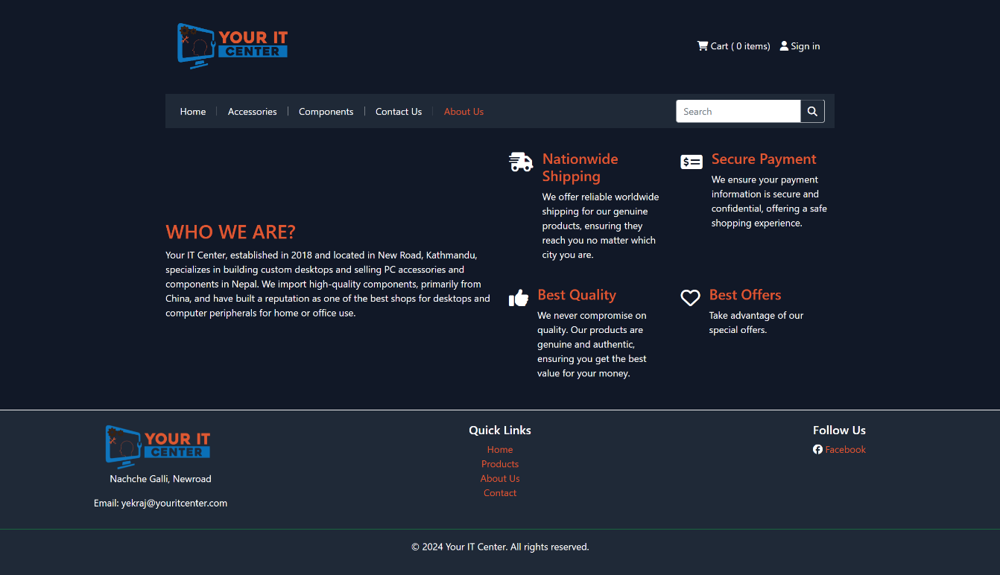 YOUR IT
CENTER
Cart ( 0 items)
Sign in
Home
Accessories
Components
Contact Us
About Us
Search
WHO WE ARE?
Your IT Center, established in 2018 and located in New Road, Kathmandu,
specializes in building custom desktops and selling PC accessories and
components in Nepal. We import high-quality components, primarily from
China, and have built a reputation as one of the best shops for desktops and
computer peripherals for home or office use.
Nationwide
Shipping
We offer reliable worldwide
shipping for our genuine
products, ensuring they
reach you no matter which
city you are.
Secure Payment
We ensure your payment
information is secure and
confidential, offering a safe
shopping experience.
Best Quality
We never compromise on
quality. Our products are
genuine and authentic,
ensuring you get the best
value for your money.
Best Offers
Take advantage of our
special offers.
YOUR IT
CENTER
Nachche Galli, Newroad
Email: yekraj@youritcenter.com
Quick Links
Home
Products
About Us
Contact
Follow Us
Facebook
© 2024 Your IT Center. All rights reserved.